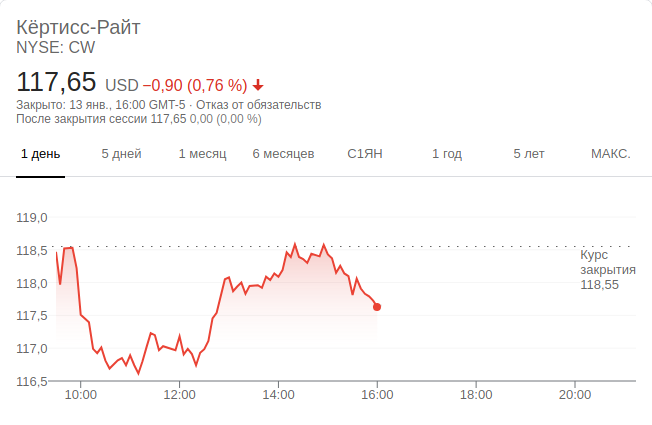 Кёртисс-Райт
NYSE: CW
117,65 USD −0,90 (0,76 %)
Закрыто: 13 янв., 16:00 GMT-5 · Отказ от обязательств
После закрытия сессии 117,65 0,00 (0,00 %)
1 день 5 дней 1 месяц 6 месяцев С1ЯН 1 год 5 лет МАКС.
119,0
118,5
Курс
закрытия
118,55
118,0
117,5
117,0
116,5
10:00 12:00 14:00 16:00 18:00 20:00